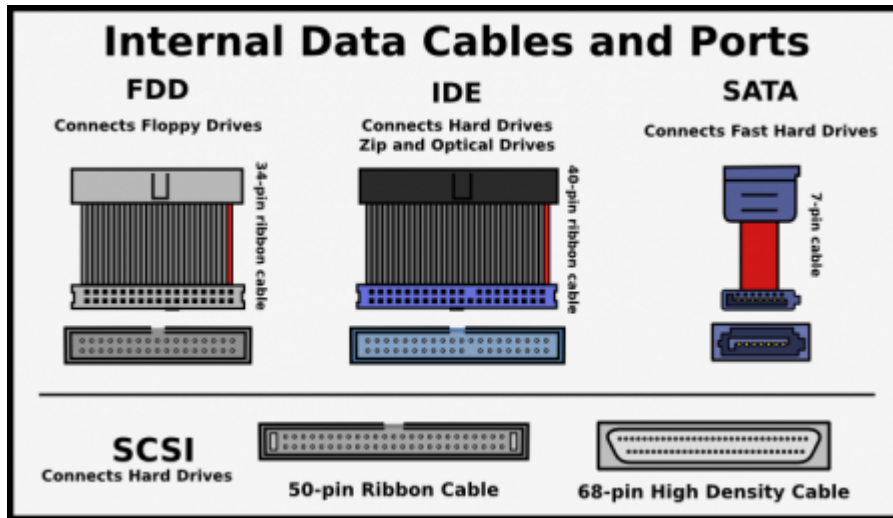 Internal Data Cables and Ports
FDD
Connects Floppy Drives
34-pin ribbon cable
IDE
Connects Hard Drives
Zip and Optical Drives
40-pin ribbon cable
SATA
Connects Fast Hard Drives
7-pin cable
SCSI
Connects Hard Drives
50-pin Ribbon Cable
68-pin High Density Cable